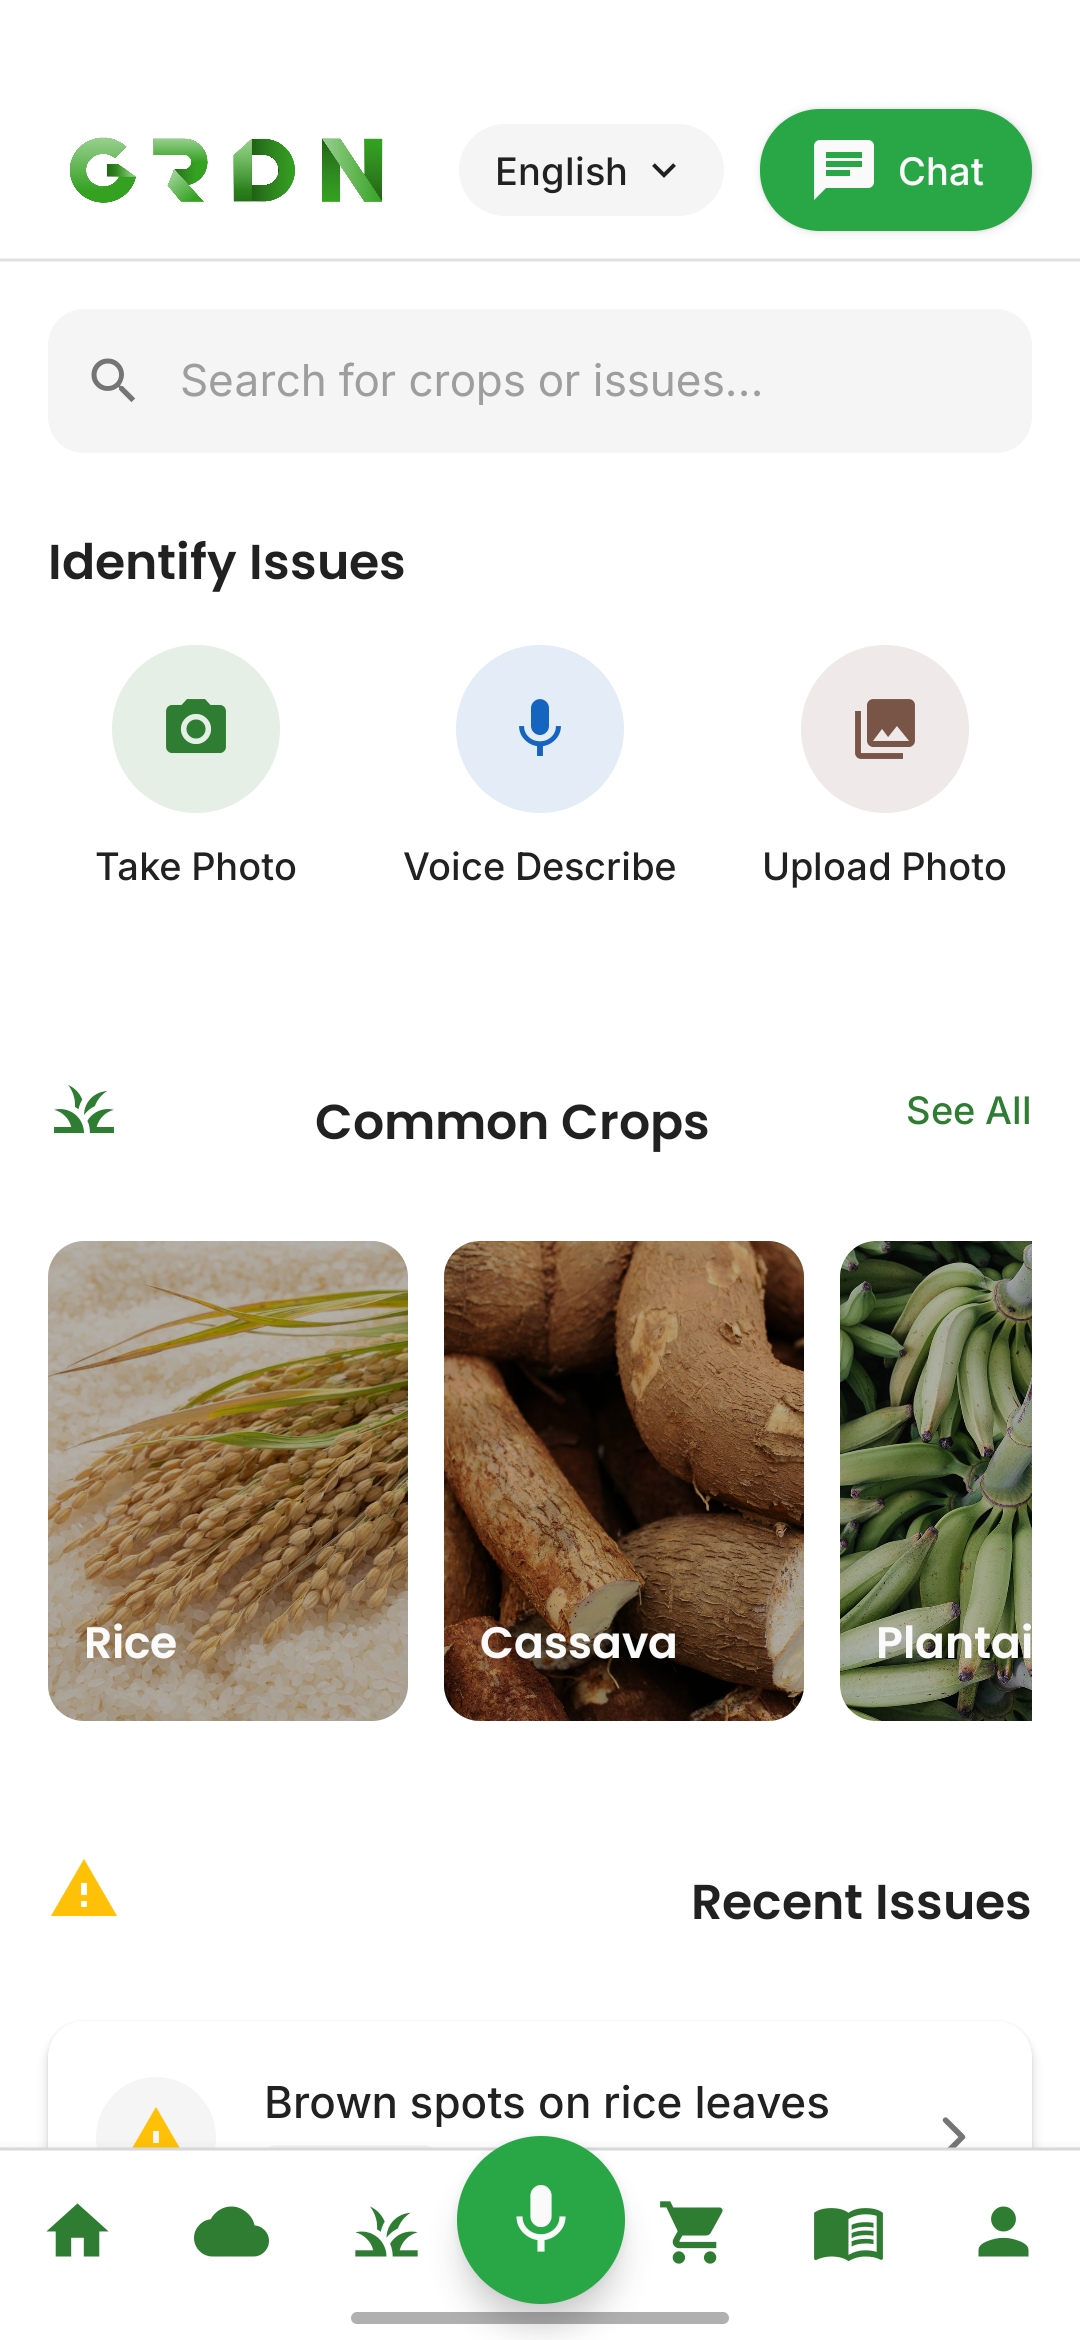 GRDN
English
Chat
Search for crops or issues...
Identify Issues
Take Photo
Voice Describe
Upload Photo
Common Crops
See All
Rice
Cassava
Plantai
Recent Issues
Brown spots on rice leaves